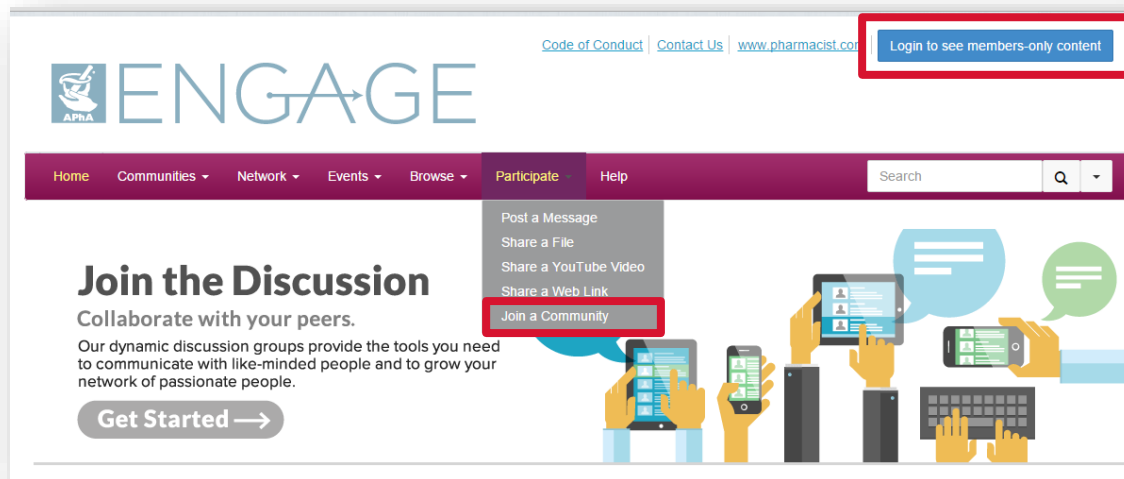 Code of Conduct Contact Us www.pharmacist.com Login to see members-only content
APhA
ENGAGE
Home Communities Network Events Browse Participate Help Search
Post a Message
Share a File
Share a YouTube Video
Share a Web Link
Join a Community
Join the Discussion
Collaborate with your peers.
Our dynamic discussion groups provide the tools you need
to communicate with like-minded people and to grow your
network of passionate people.
Get Started